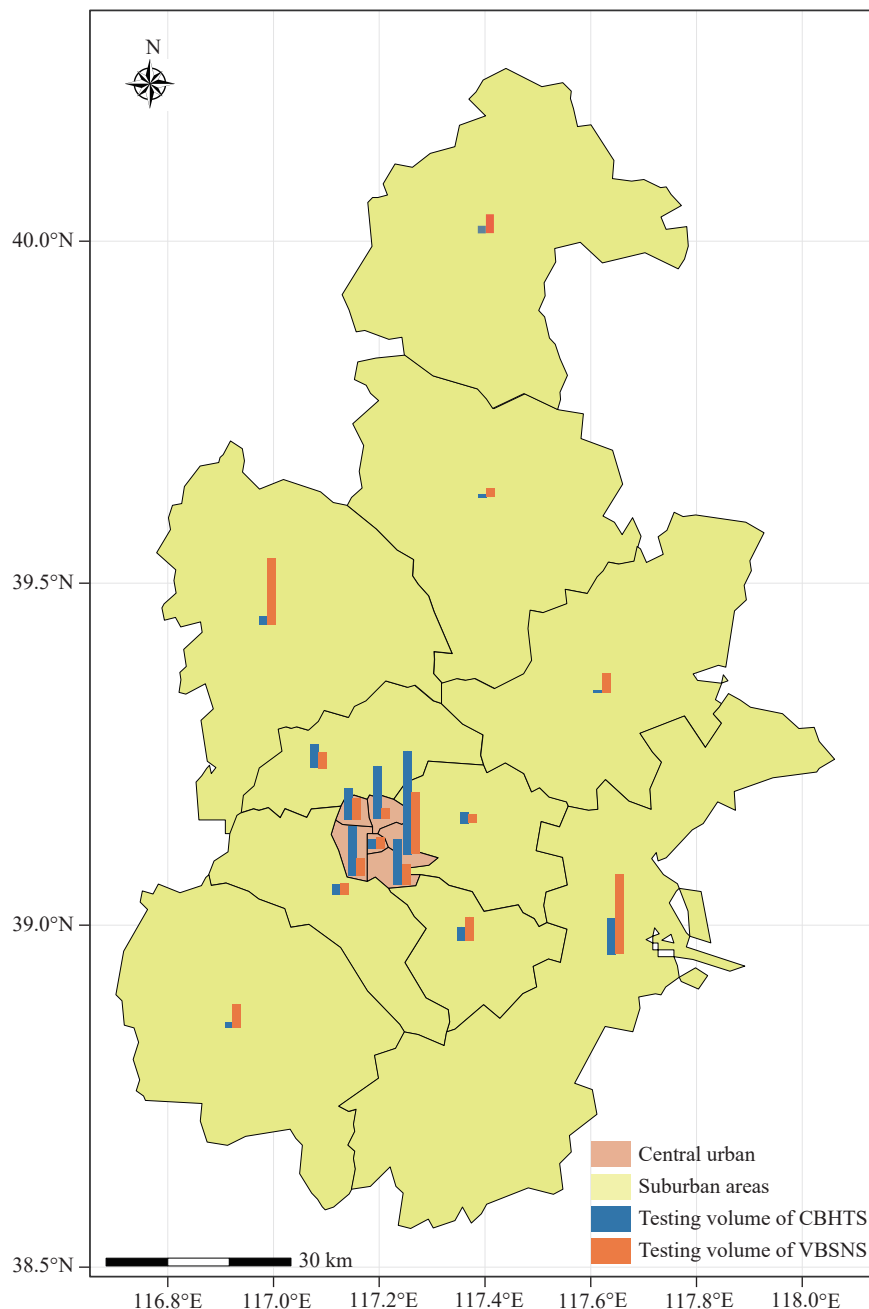 N
40.0°N
39.5°N
39.0°N
38.5°N
Central urban
Suburban areas
Testing volume of CBHTS
Testing volume of VBSNS
30 km
116.8°E 117.0°E 117.2°E 117.4°E 117.6°E 117.8°E 118.0°E